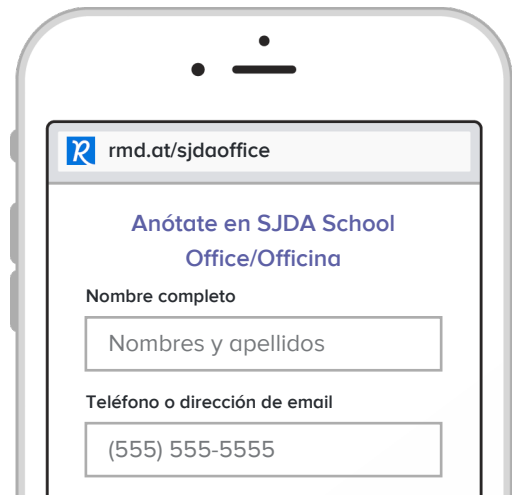 rmd.at/sjdaoffice
Anótate en SJDA School
Office/Officina
Nombre completo
Nombres y apellidos
Teléfono o dirección de email
(555) 555-5555